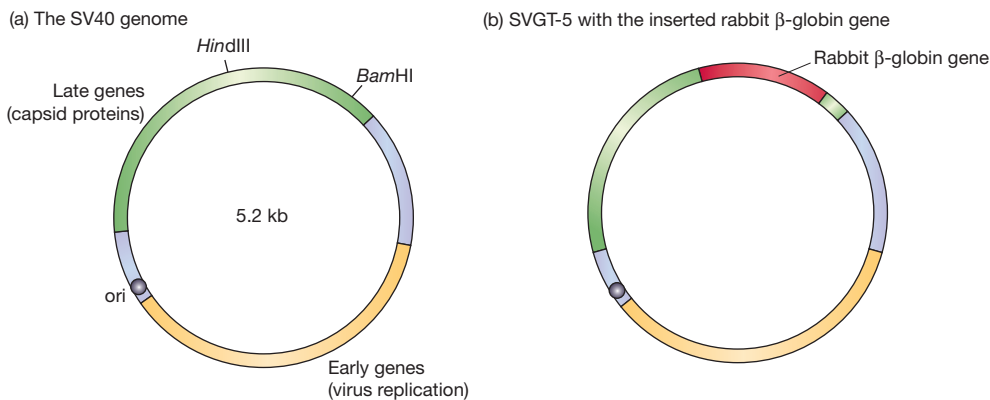 (a) The SV40 genome
HindIII
BamHI
Late genes
(capsid proteins)
5.2 kb
ori
Early genes
(virus replication)
(b) SVGT-5 with the inserted rabbit β-globin gene
Rabbit β-globin gene